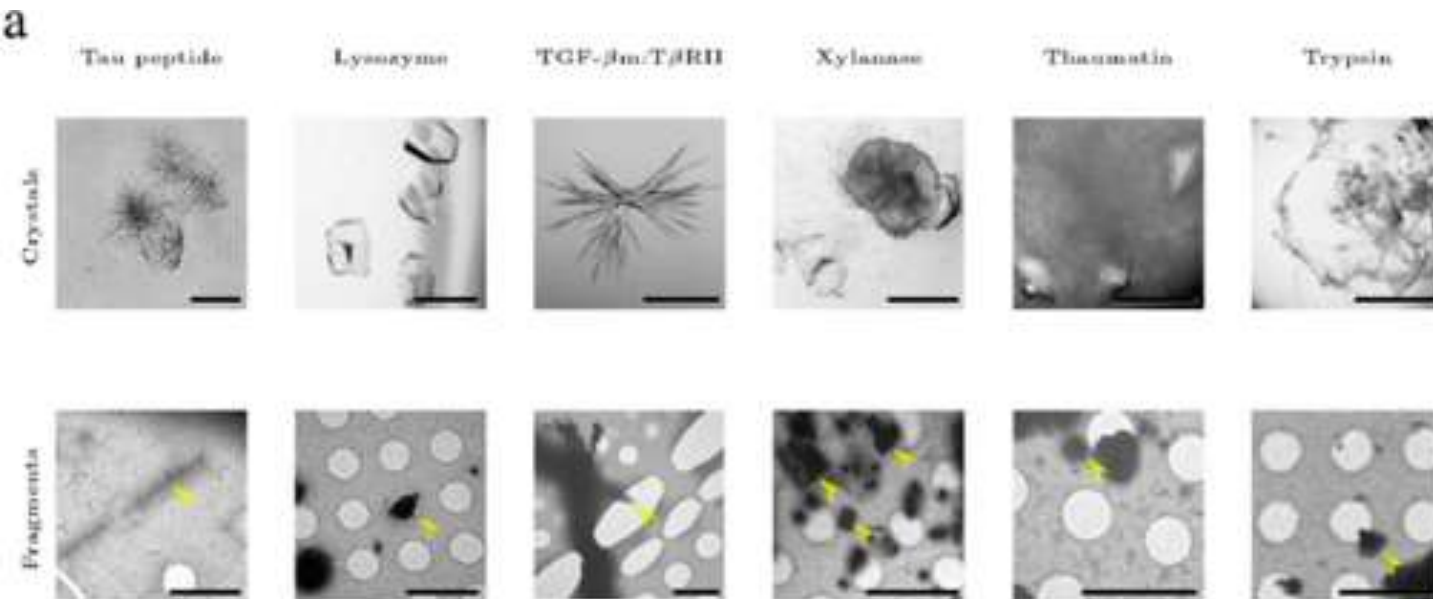 a
Tau peptide Lysozyme TGF-βm:TβRII Xylanase Thaumatin Trypsin
Crystals
Fragments